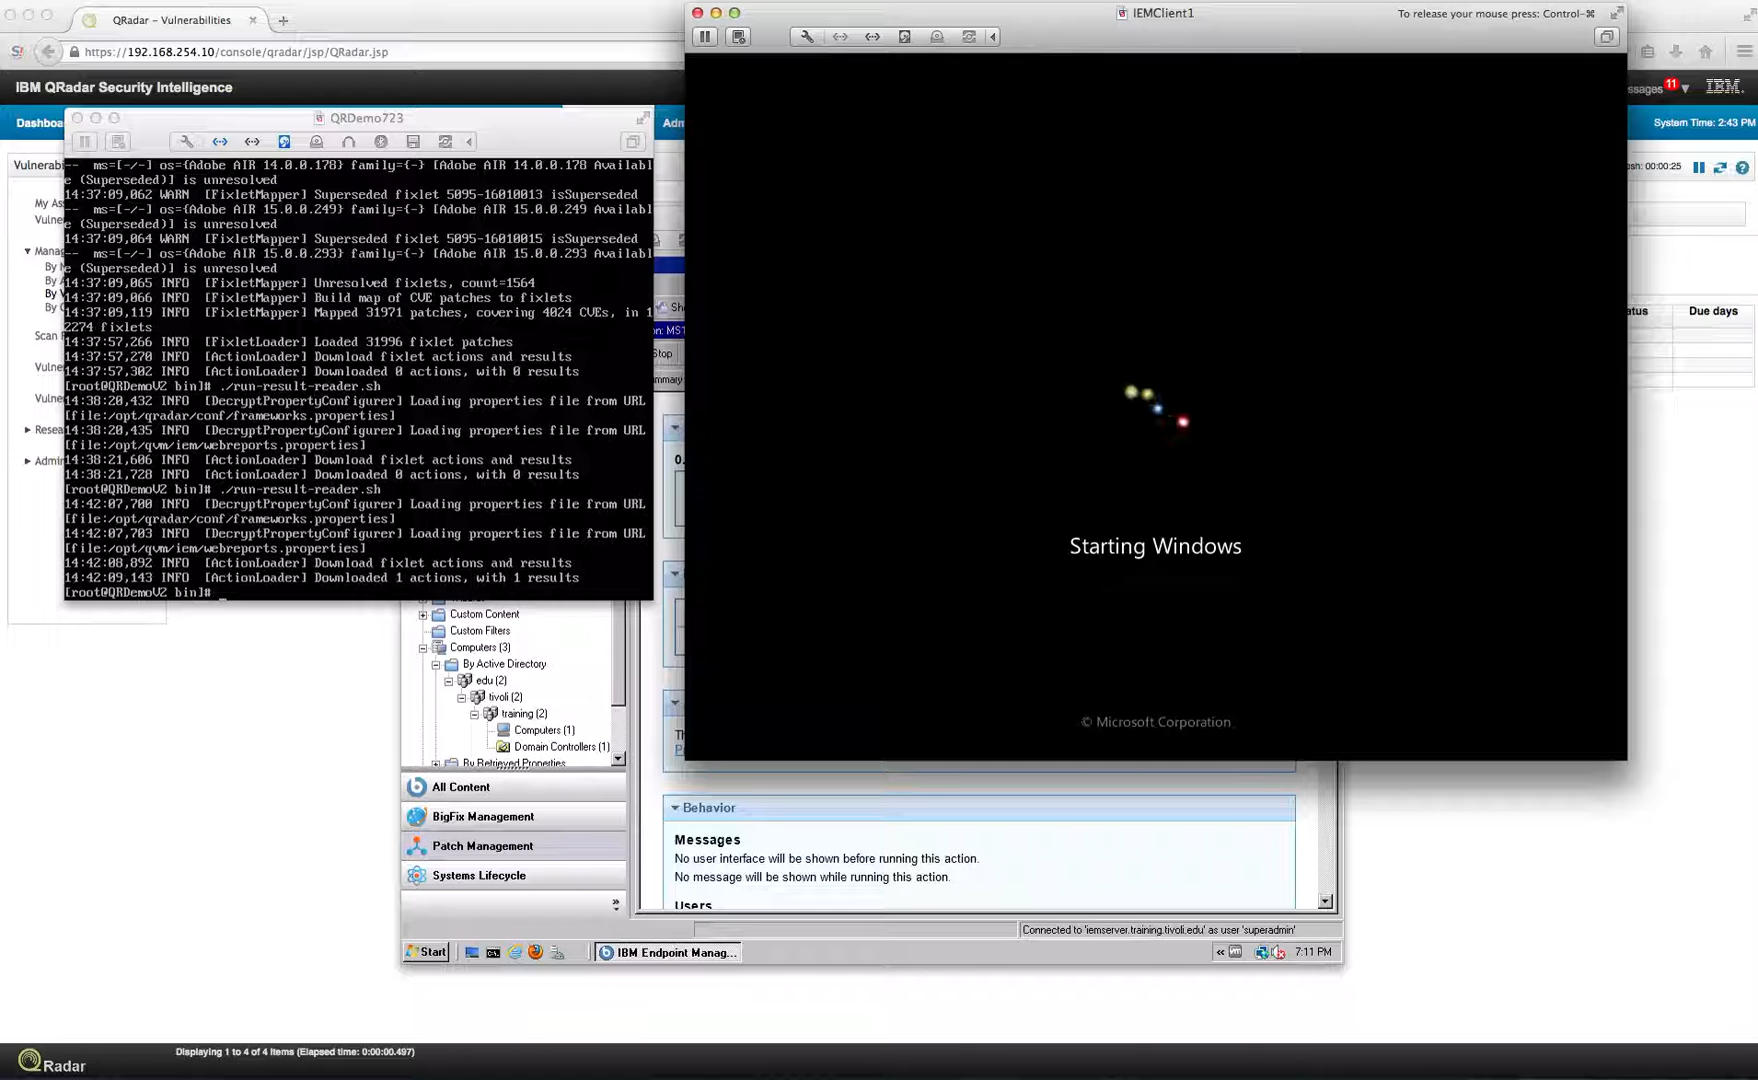 QRadar – Vulnerabilities
https://192.168.254.10/console/qradar/jsp/QRadar.jsp
IBM QRadar Security Intelligence
IEMClient1
To release your mouse press: Control-⌘
11
IBM.
System Time: 2:43 PM
Due days
QRDemo723
-- ms=[-/-] os={Adobe AIR 14.0.0.178} family={-} [Adobe AIR 14.0.0.178 Availabl
e (Superseded)] is unresolved
14:37:09,062 WARN [FixletMapper] Superseded fixlet 5095-16010013 isSuperseded
-- ms=[-/-] os={Adobe AIR 15.0.0.249} family={-} [Adobe AIR 15.0.0.249 Availabl
e (Superseded)] is unresolved
14:37:09,064 WARN [FixletMapper] Superseded fixlet 5095-16010015 isSuperseded
-- ms=[-/-] os={Adobe AIR 15.0.0.293} family={-} [Adobe AIR 15.0.0.293 Availabl
e (Superseded)] is unresolved
14:37:09,065 INFO [FixletMapper] Unresolved fixlets, count=1564
14:37:09,066 INFO [FixletMapper] Build map of CVE patches to fixlets
14:37:09,119 INFO [FixletMapper] Mapped 31971 patches, covering 4024 CVEs, in 1
2274 fixlets
14:37:57,266 INFO [FixletLoader] Loaded 31996 fixlet patches
14:37:57,270 INFO [ActionLoader] Download fixlet actions and results
14:37:57,302 INFO [ActionLoader] Downloaded 0 actions, with 0 results
[root@QRDemoV2 bin]# ./run-result-reader.sh
14:38:20,432 INFO [DecryptPropertyConfigurer] Loading properties file from URL
[file:/opt/qradar/conf/frameworks.properties]
14:38:20,435 INFO [DecryptPropertyConfigurer] Loading properties file from URL
[file:/opt/qvm/iem/webreports.properties]
14:38:21,606 INFO [ActionLoader] Download fixlet actions and results
14:38:21,728 INFO [ActionLoader] Downloaded 0 actions, with 0 results
[root@QRDemoV2 bin]# ./run-result-reader.sh
14:42:07,700 INFO [DecryptPropertyConfigurer] Loading properties file from URL
[file:/opt/qradar/conf/frameworks.properties]
14:42:07,703 INFO [DecryptPropertyConfigurer] Loading properties file from URL
[file:/opt/qvm/iem/webreports.properties]
14:42:08,892 INFO [ActionLoader] Download fixlet actions and results
14:42:09,143 INFO [ActionLoader] Downloaded 1 actions, with 1 results
[root@QRDemoV2 bin]# _
Starting Windows
© Microsoft Corporation
Custom Content
Custom Filters
Computers (3)
By Active Directory
edu (2)
tivoli (2)
training (2)
Computers (1)
Domain Controllers (1)
By Retrieved Properties
All Content
BigFix Management
Patch Management
Systems Lifecycle
»
Behavior
Messages
No user interface will be shown before running this action.
No message will be shown while running this action.
Users
Connected to 'iemserver.training.tivoli.edu' as user 'superadmin'
Start
IBM Endpoint Manag...
«
7:11 PM
Displaying 1 to 4 of 4 items (Elapsed time: 0:00:00.497)
QRadar